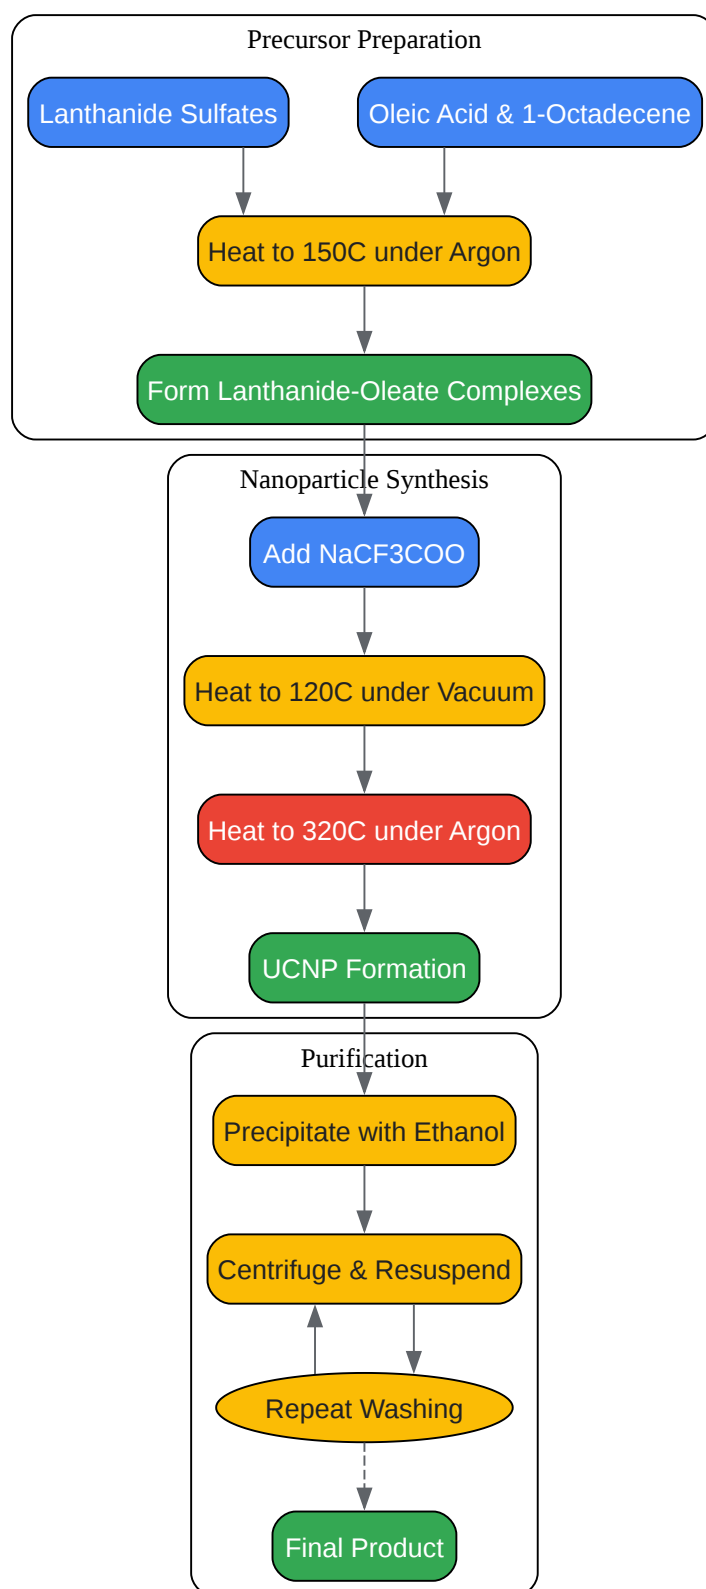 Precursor Preparation
Lanthanide Sulfates
Oleic Acid & 1-Octadecene
Heat to 150C under Argon
Form Lanthanide-Oleate Complexes
Nanoparticle Synthesis
Add NaCF3COO
Heat to 120C under Vacuum
Heat to 320C under Argon
UCNP Formation
Purification
Precipitate with Ethanol
Centrifuge & Resuspend
Repeat Washing
Final Product